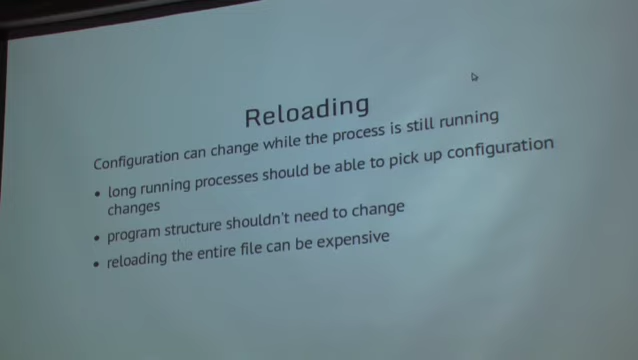 Reloading
Configuration can change while the process is still running
• long running processes should be able to pick up configuration
changes
• program structure shouldn't need to change
• reloading the entire file can be expensive